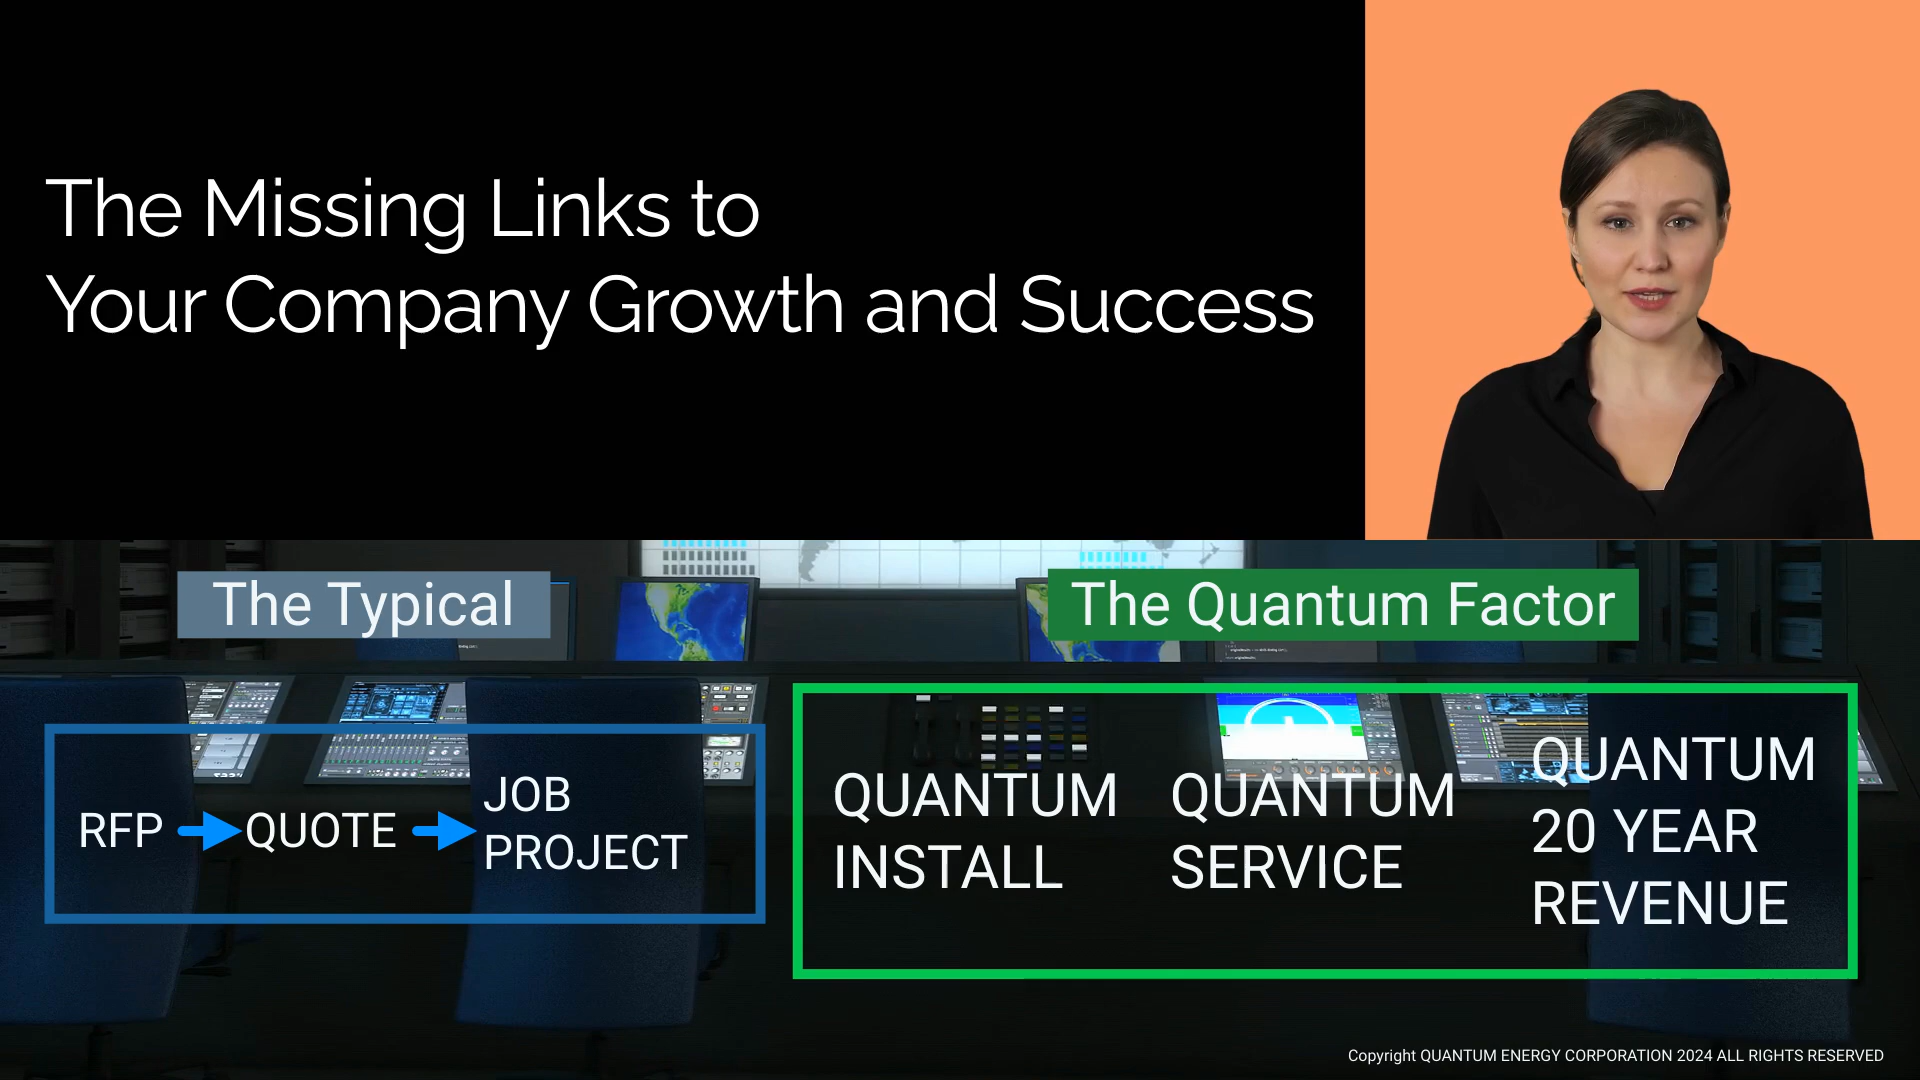 The Missing Links to
Your Company Growth and Success
The Typical
The Quantum Factor
RFP
QUOTE
JOB
PROJECT
QUANTUM
INSTALL
QUANTUM
SERVICE
QUANTUM
20 YEAR
REVENUE
Copyright QUANTUM ENERGY CORPORATION 2024 ALL RIGHTS RESERVED